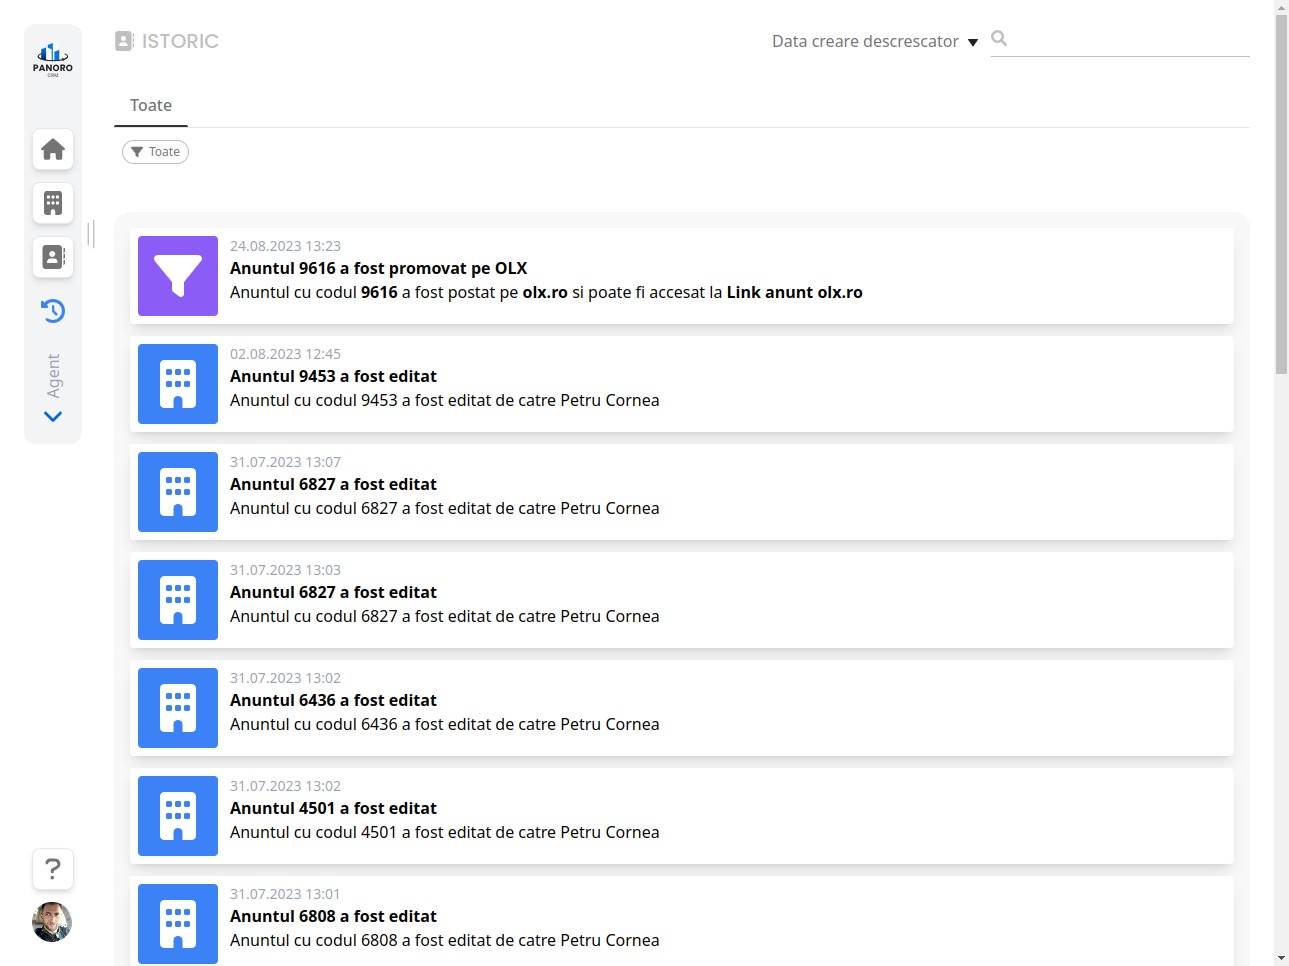 PANORO
CRM
ISTORIC
Data creare descrescator
Toate
Toate
Agent
24.08.2023 13:23
Anuntul 9616 a fost promovat pe OLX
Anuntul cu codul 9616 a fost postat pe olx.ro si poate fi accesat la Link anunt olx.ro
02.08.2023 12:45
Anuntul 9453 a fost editat
Anuntul cu codul 9453 a fost editat de catre Petru Cornea
31.07.2023 13:07
Anuntul 6827 a fost editat
Anuntul cu codul 6827 a fost editat de catre Petru Cornea
31.07.2023 13:03
Anuntul 6827 a fost editat
Anuntul cu codul 6827 a fost editat de catre Petru Cornea
31.07.2023 13:02
Anuntul 6436 a fost editat
Anuntul cu codul 6436 a fost editat de catre Petru Cornea
31.07.2023 13:02
Anuntul 4501 a fost editat
Anuntul cu codul 4501 a fost editat de catre Petru Cornea
31.07.2023 13:01
Anuntul 6808 a fost editat
Anuntul cu codul 6808 a fost editat de catre Petru Cornea
?